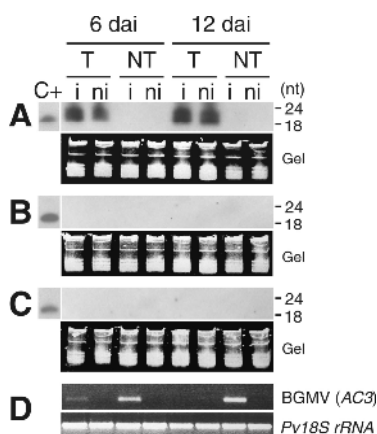 6 dai 12 dai
T NT T NT
C+ i ni i ni i ni i ni (nt)
A - 24
- 18
Gel
B - 24
- 18
Gel
C - 24
- 18
Gel
D BGMV (AC3)
Pv18S rRNA